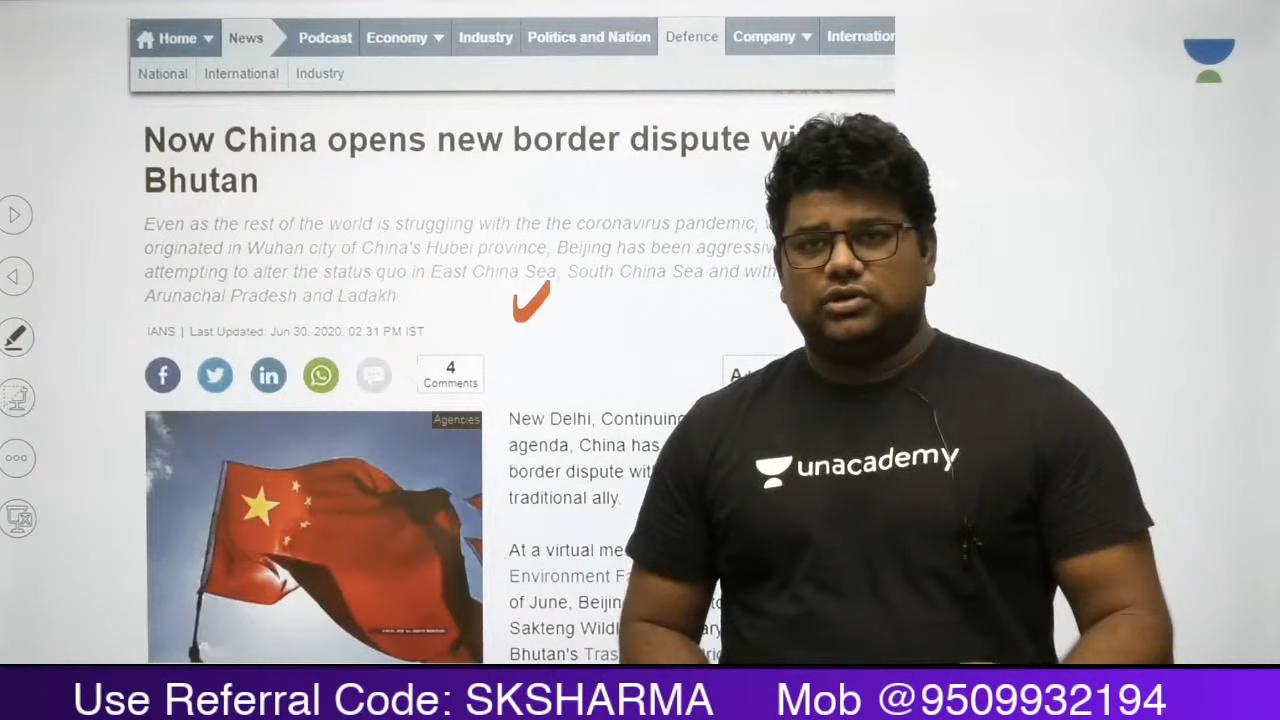 Home
News
Podcast
Economy
Industry
Politics and Nation
Defence
Company
Internation
National
International
Industry
Now China opens new border dispute wi
Bhutan
Even as the rest of the world is struggling with the the coronavirus pandemic,
originated in Wuhan city of China's Hubei province, Beijing has been aggressiv
attempting to alter the status quo in East China Sea, South China Sea and with
Arunachal Pradesh and Ladakh
IANS | Last Updated: Jun 30, 2020, 02.31 PM IST
4
Comments
A+
Agencies
New Delhi, Continuing
agenda, China has
border dispute wit
traditional ally.
At a virtual me
Environment Fa
of June, Beijin
Sakteng Wildl
Bhutan's Tras
unacademy
Use Referral Code: SKSHARMA Mob @9509932194